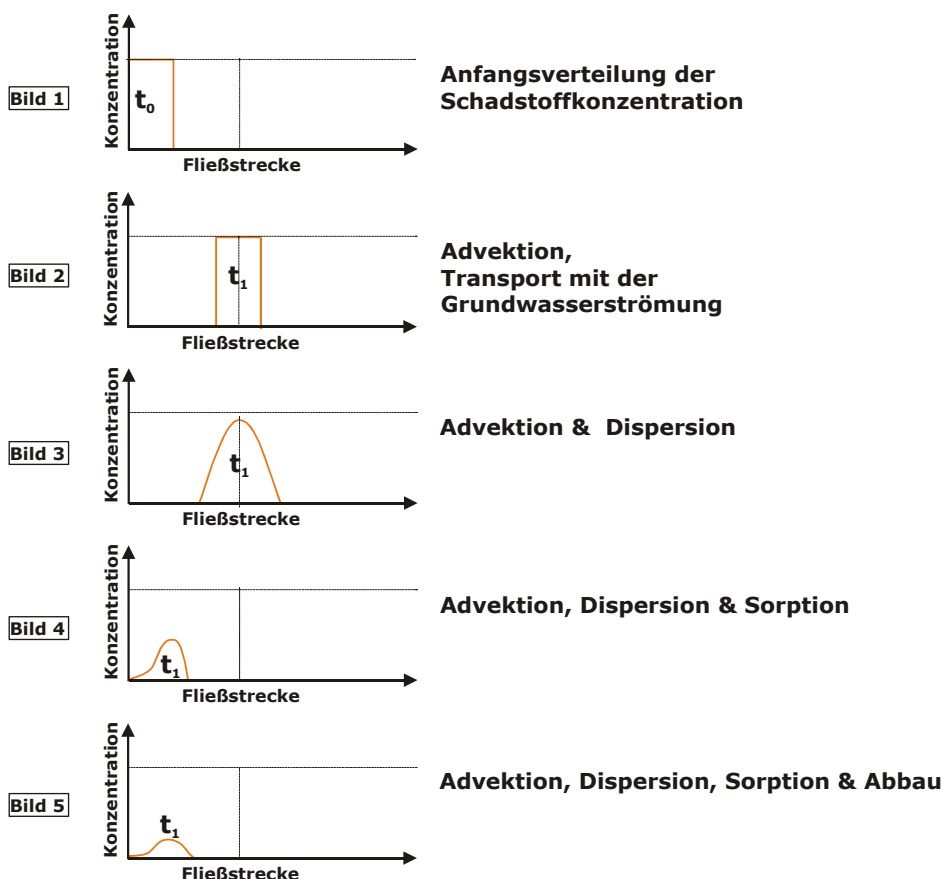 Bild 1
Konzentration
t0
Fließstrecke
Anfangsverteilung der
Schadstoffkonzentration
Bild 2
Konzentration
t1
Fließstrecke
Advektion,
Transport mit der
Grundwasserströmung
Bild 3
Konzentration
t1
Fließstrecke
Advektion & Dispersion
Bild 4
Konzentration
t1
Fließstrecke
Advektion, Dispersion & Sorption
Bild 5
Konzentration
t1
Fließstrecke
Advektion, Dispersion, Sorption & Abbau